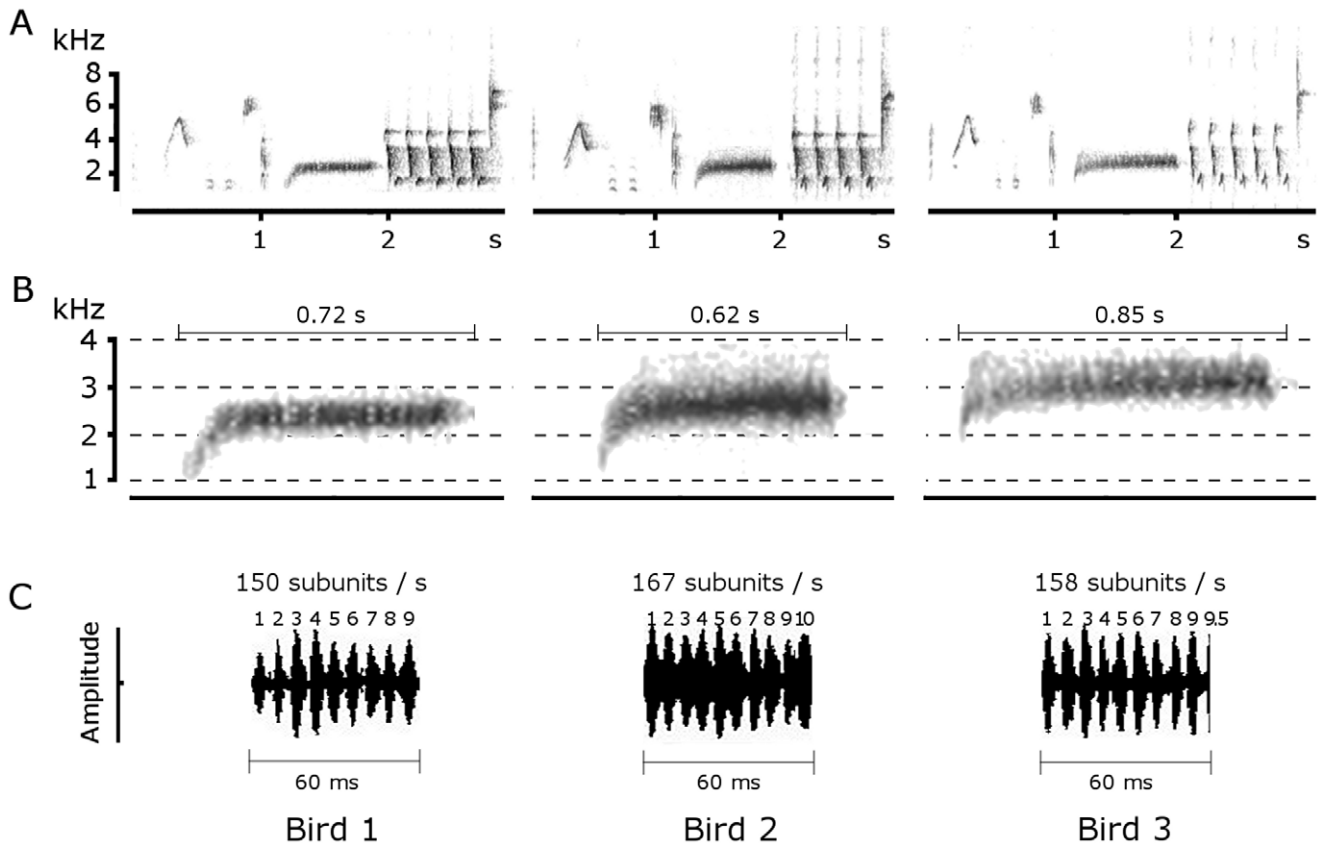 A
kHz
8
6
4
2
1 2 s 1 2 s 1 2 s
B
kHz
0.72 s 0.62 s 0.85 s
4
3
2
1
C
150 subunits / s 167 subunits / s 158 subunits / s
1 2 3 4 5 6 7 8 9 1 2 3 4 5 6 7 8 9 10 1 2 3 4 5 6 7 8 9 9.5
Amplitude
60 ms 60 ms 60 ms
Bird 1 Bird 2 Bird 3